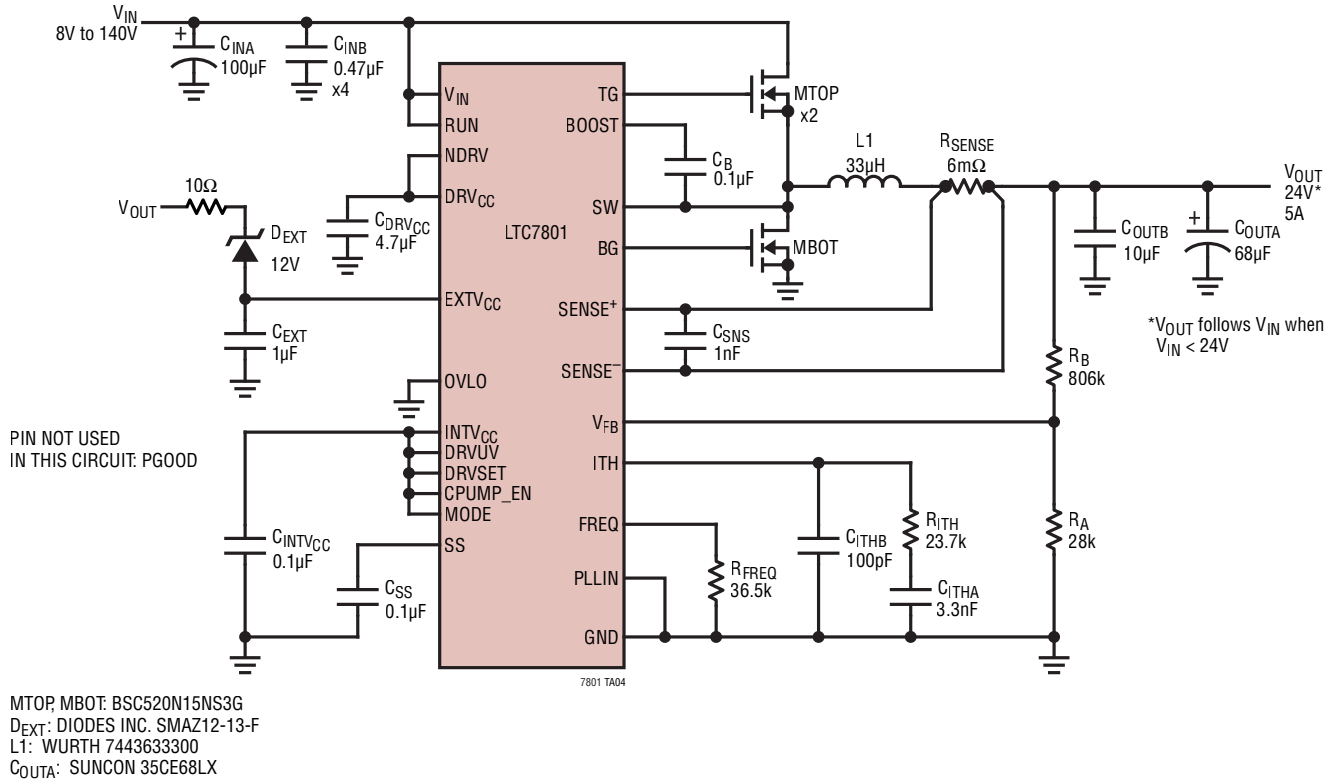 VIN
8V to 140V
+
CINA
100µF
CINB
0.47µF
x4
VIN
RUN
NDRV
DRVCC
CDRVCC
4.7µF
10Ω
VOUT
DEXT
12V
EXTVCC
CEXT
1µF
OVLO
PIN NOT USED
IN THIS CIRCUIT: PGOOD
INTVCC
DRVUV
DRVSET
CPUMP_EN
MODE
SS
CINTVCC
0.1µF
CSS
0.1µF
LTC7801
TG
BOOST
SW
BG
SENSE+
SENSE–
VFB
ITH
FREQ
PLLIN
GND
CB
0.1µF
MTOP
x2
MBOT
L1
33µH
RSENSE
6mΩ
CSNS
1nF
VOUT
24V*
5A
COUTB
10µF
+
COUTA
68µF
*VOUT follows VIN when
VIN < 24V
RB
806k
RA
28k
RFREQ
36.5k
CITHB
100pF
RITH
23.7k
CITHA
3.3nF
7801 TA04
MTOP, MBOT: BSC520N15NS3G
DEXT: DIODES INC. SMAZ12-13-F
L1: WURTH 7443633300
COUTA: SUNCON 35CE68LX